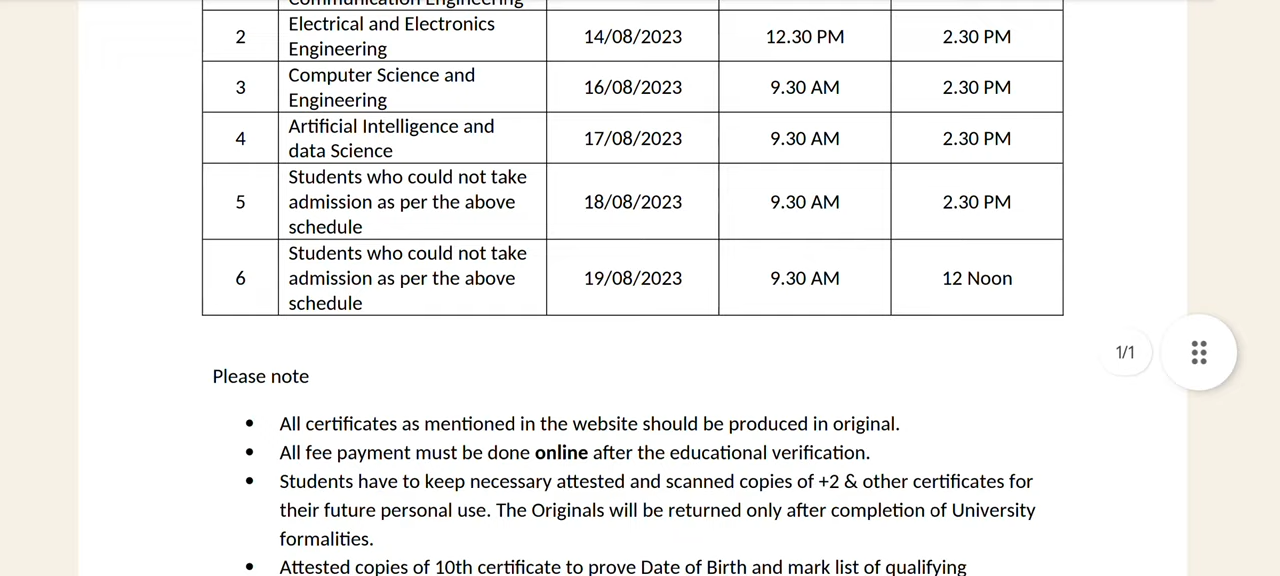 Communication Engineering
2 Electrical and Electronics Engineering 14/08/2023 12.30 PM 2.30 PM
3 Computer Science and Engineering 16/08/2023 9.30 AM 2.30 PM
4 Artificial Intelligence and data Science 17/08/2023 9.30 AM 2.30 PM
5 Students who could not take admission as per the above schedule 18/08/2023 9.30 AM 2.30 PM
6 Students who could not take admission as per the above schedule 19/08/2023 9.30 AM 12 Noon
1/1
Please note
• All certificates as mentioned in the website should be produced in original.
• All fee payment must be done online after the educational verification.
• Students have to keep necessary attested and scanned copies of +2 & other certificates for
their future personal use. The Originals will be returned only after completion of University
formalities.
• Attested copies of 10th certificate to prove Date of Birth and mark list of qualifying